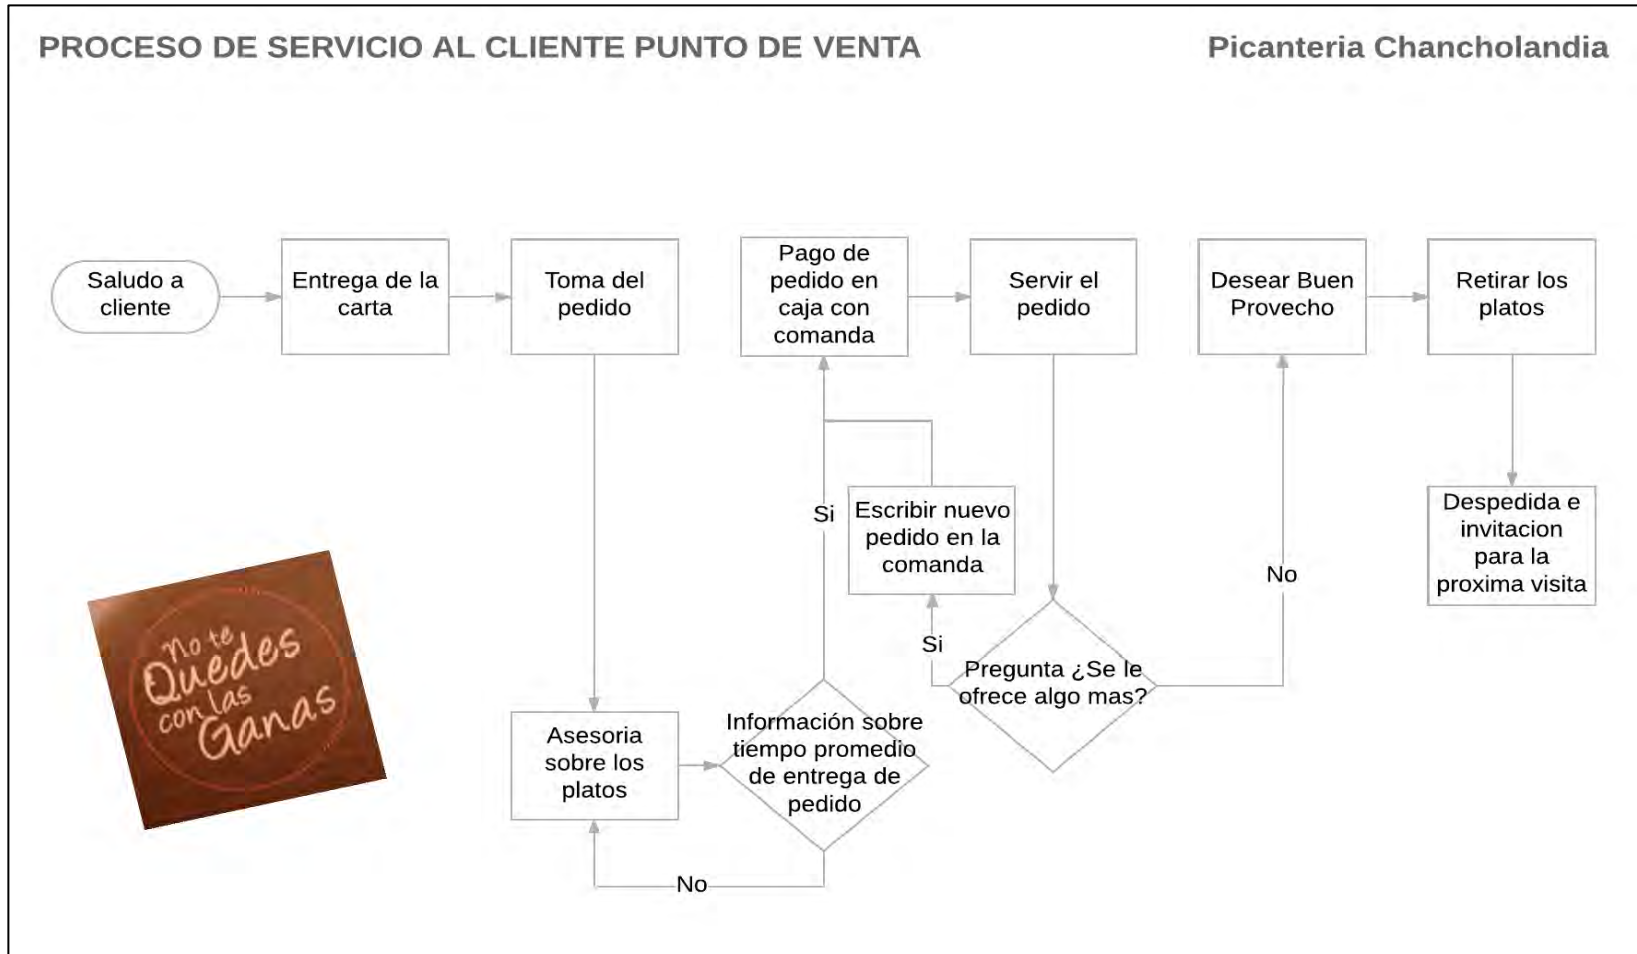 PROCESO DE SERVICIO AL CLIENTE PUNTO DE VENTA
Picanteria Chancholandia
Saludo a
cliente
Entrega de la
carta
Toma del
pedido
Pago de
pedido en
caja con
comanda
Servir el
pedido
Desear Buen
Provecho
Retirar los
platos
Si
Escribir nuevo
pedido en la
comanda
Despedida e
invitacion
para la
proxima visita
No
Si
Pregunta ¿Se le
ofrece algo mas?
Asesoria
sobre los
platos
Información sobre
tiempo promedio
de entrega de
pedido
No
No te
Quedes
con las
Ganas